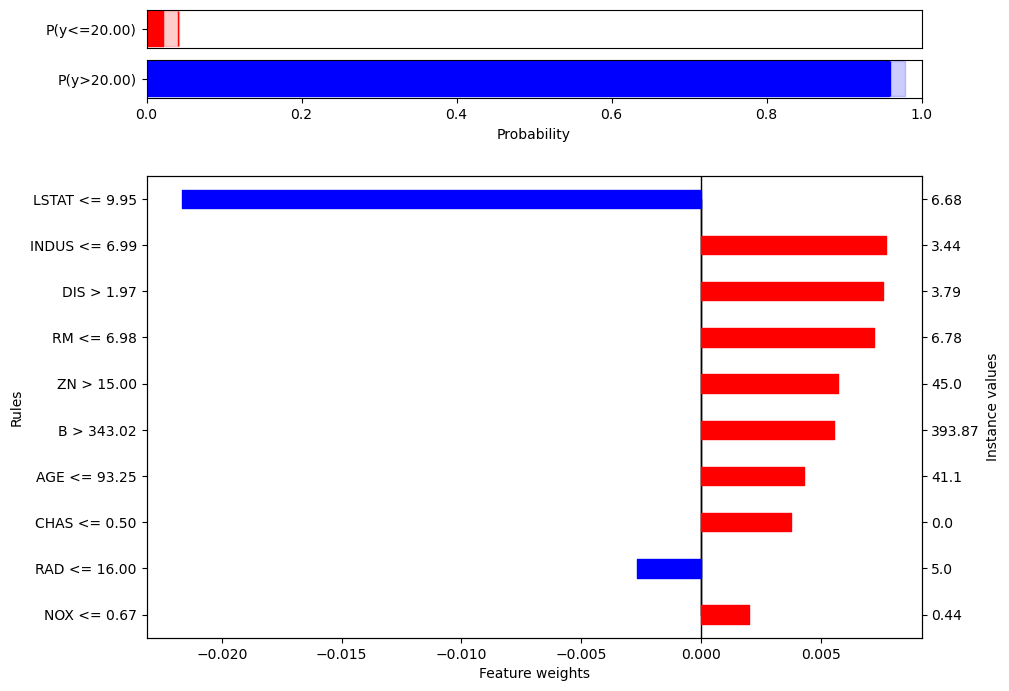 P(y<=20.00)
P(y>20.00)
0.0 0.2 0.4 0.6 0.8 1.0
Probability
LSTAT <= 9.95 6.68
INDUS <= 6.99 3.44
DIS > 1.97 3.79
RM <= 6.98 6.78
ZN > 15.00 45.0
B > 343.02 393.87
AGE <= 93.25 41.1
CHAS <= 0.50 0.0
RAD <= 16.00 5.0
NOX <= 0.67 0.44
Rules
Instance values
−0.020 −0.015 −0.010 −0.005 0.000 0.005
Feature weights